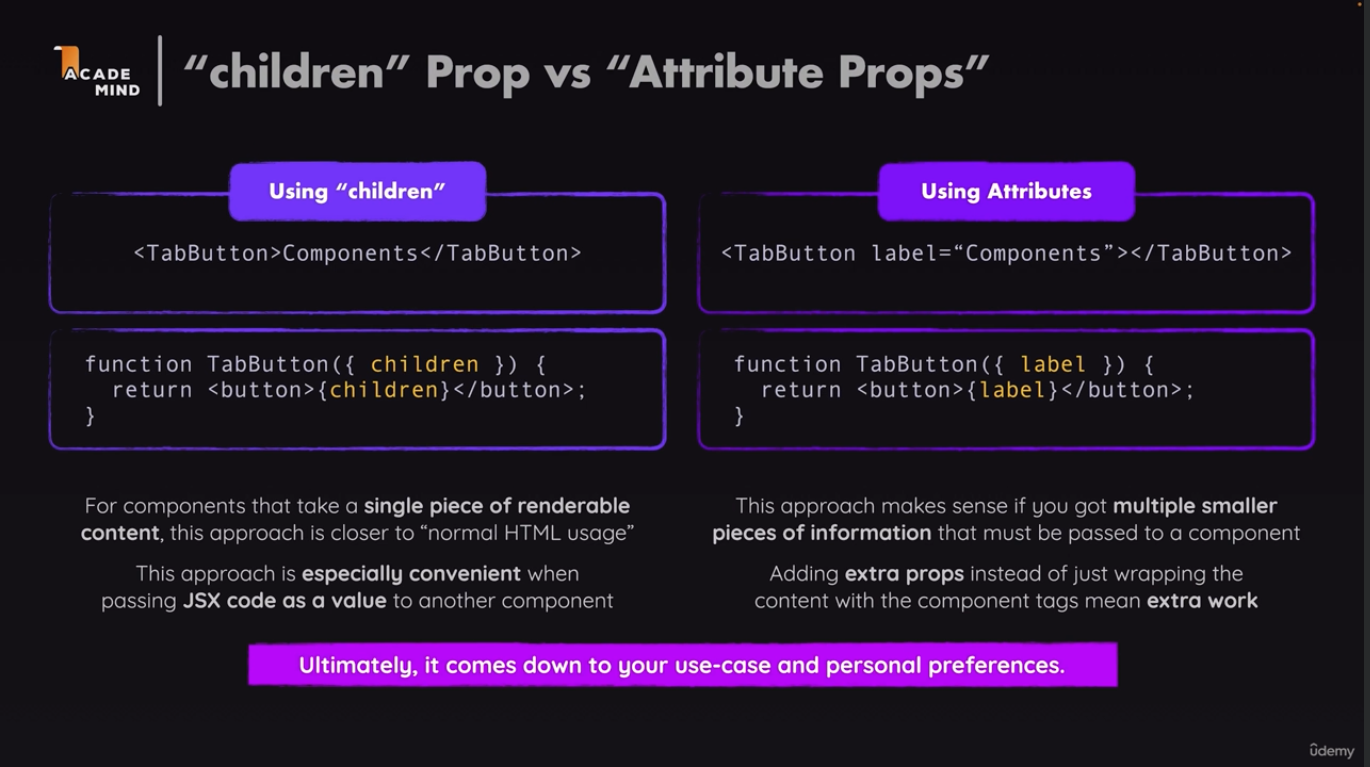 ACADE
MIND
“children” Prop vs “Attribute Props”
Using “children”
<TabButton>Components</TabButton>
function TabButton({ children }) {
return <button>{children}</button>;
}
For components that take a single piece of renderable
content, this approach is closer to “normal HTML usage”
This approach is especially convenient when
passing JSX code as a value to another component
Using Attributes
<TabButton label=“Components”></TabButton>
function TabButton({ label }) {
return <button>{label}</button>;
}
This approach makes sense if you got multiple smaller
pieces of information that must be passed to a component
Adding extra props instead of just wrapping the
content with the component tags mean extra work
Ultimately, it comes down to your use-case and personal preferences.
ûdemy